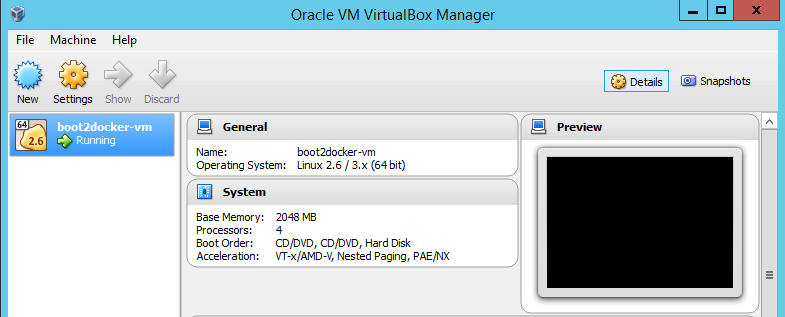 Oracle VM VirtualBox Manager
File Machine Help
New Settings Show Discard
Details Snapshots
64
2.6
boot2docker-vm
Running
General
Name: boot2docker-vm
Operating System: Linux 2.6 / 3.x (64 bit)
System
Base Memory: 2048 MB
Processors: 4
Boot Order: CD/DVD, CD/DVD, Hard Disk
Acceleration: VT-x/AMD-V, Nested Paging, PAE/NX
Preview